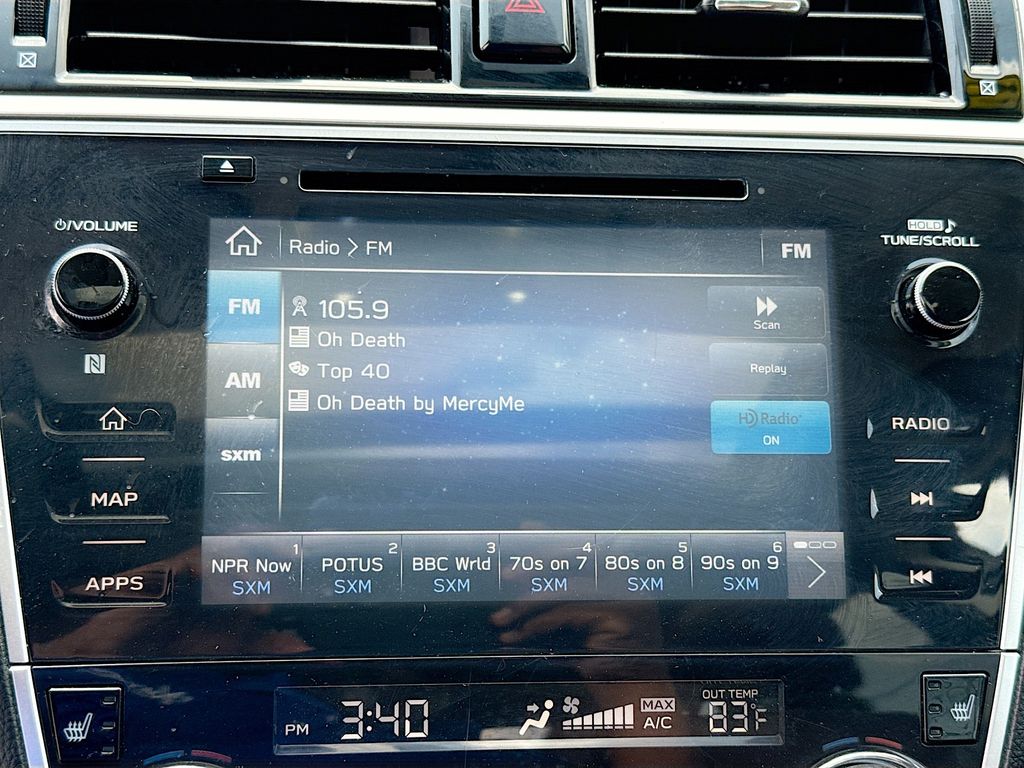 ⏻/VOLUME
HOLD ♪
TUNE/SCROLL
Radio > FM
FM
FM
105.9
Scan
Oh Death
AM
Top 40
Replay
Oh Death by MercyMe
HD Radio
ON
sxm
N
MAP
APPS
RADIO
1 2 3 4 5 6
NPR Now POTUS BBC Wrld 70s on 7 80s on 8 90s on 9
SXM SXM SXM SXM SXM SXM
PM 3:40
MAX
A/C
OUT TEMP
83°F